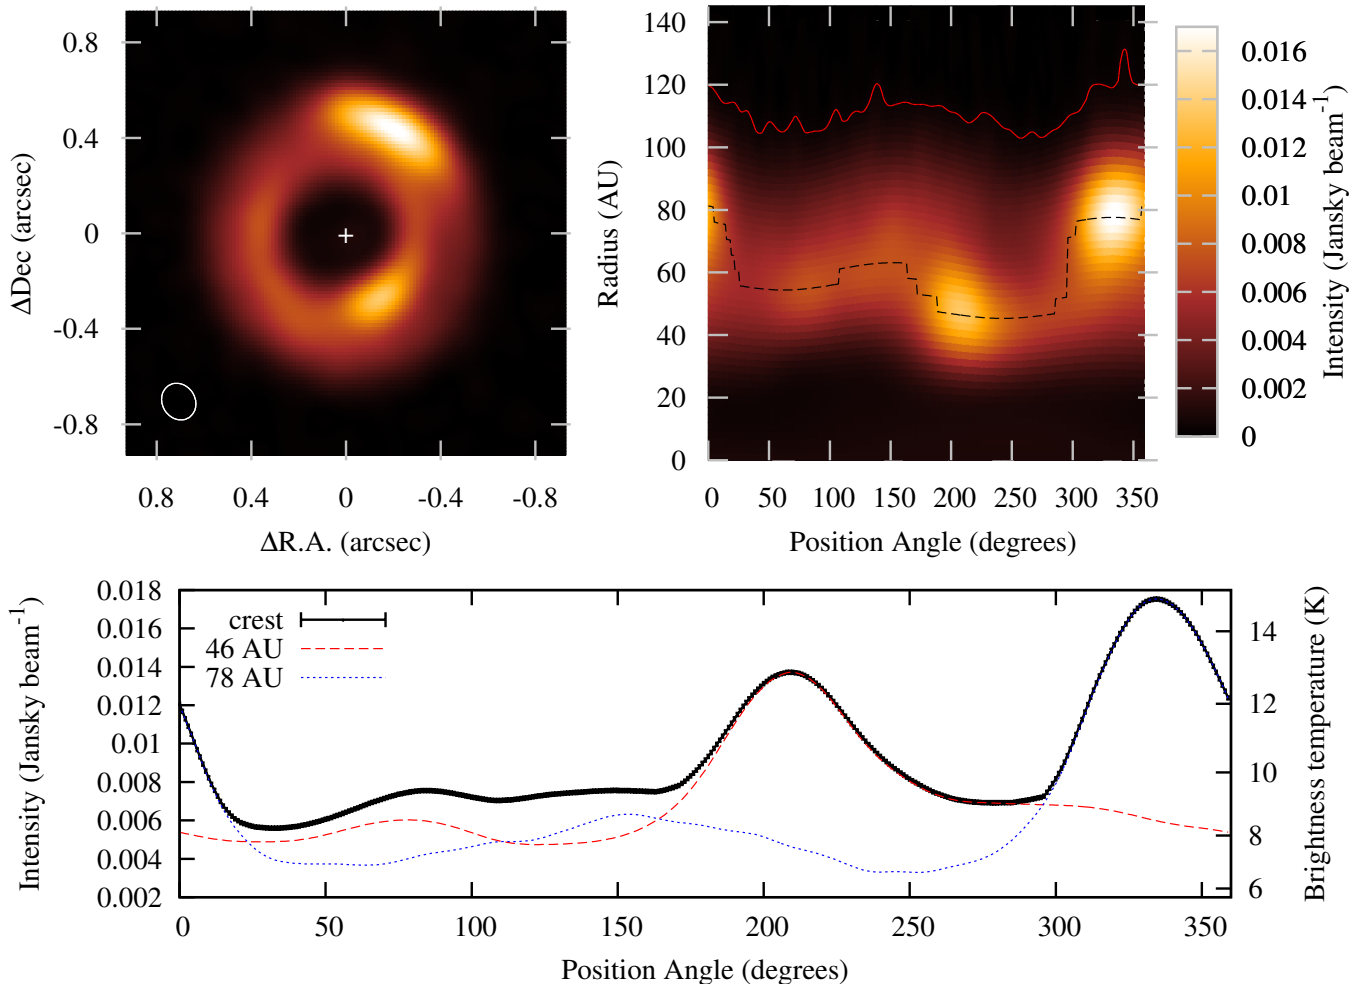 0.8
0.4
0
-0.4
-0.8
ΔDec (arcsec)
0.8 0.4 0 -0.4 -0.8
ΔR.A. (arcsec)
140
120
100
80
60
40
20
0
Radius (AU)
0 50 100 150 200 250 300 350
Position Angle (degrees)
0.016
0.014
0.012
0.01
0.008
0.006
0.004
0.002
0
Intensity (Jansky beam⁻¹)
0.018
0.016
0.014
0.012
0.01
0.008
0.006
0.004
0.002
Intensity (Jansky beam⁻¹)
crest
46 AU
78 AU
14
12
10
8
6
Brightness temperature (K)
0 50 100 150 200 250 300 350
Position Angle (degrees)